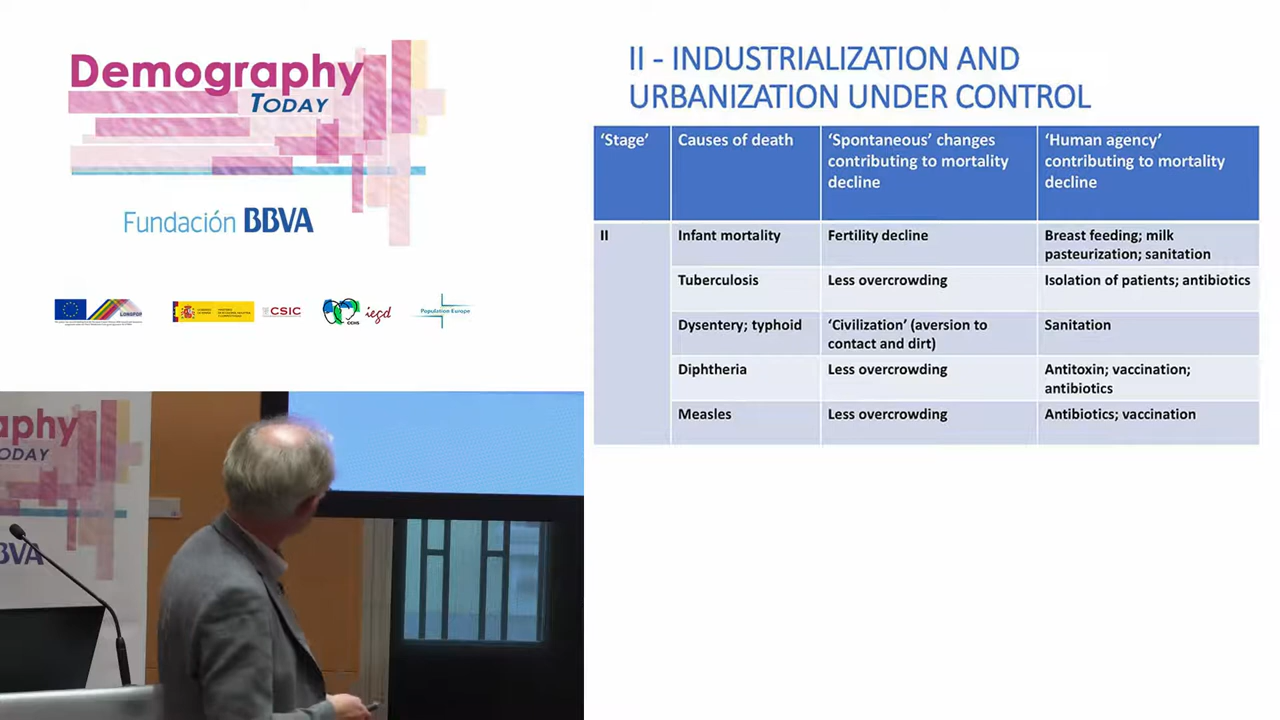 Demography
TODAY
Fundación BBVA
LONGPOP
CSIC
CCHS
iegd
Population Europe
II - INDUSTRIALIZATION AND
URBANIZATION UNDER CONTROL
‘Stage’
Causes of death
‘Spontaneous’ changes
contributing to mortality
decline
‘Human agency’
contributing to mortality
decline
II
Infant mortality
Fertility decline
Breast feeding; milk
pasteurization; sanitation
Tuberculosis
Less overcrowding
Isolation of patients; antibiotics
Dysentery; typhoid
‘Civilization’ (aversion to
contact and dirt)
Sanitation
Diphtheria
Less overcrowding
Antitoxin; vaccination;
antibiotics
Measles
Less overcrowding
Antibiotics; vaccination
aphy
ODAY
BVA